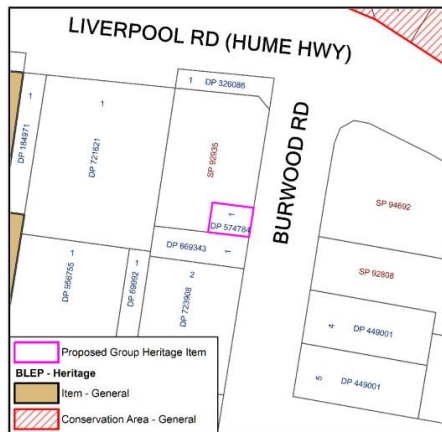 LIVERPOOL RD (HUME HWY)
BURWOOD RD
1 DP 326086
DP 184971
1
DP 721621
SP 92935
1
DP 574784
DP 669343
1
1
DP 956755
1
DP 69992
2
DP 723908
SP 94692
SP 92808
4 DP 449001
5 DP 449001
Proposed Group Heritage Item
BLEP - Heritage
Item - General
Conservation Area - General